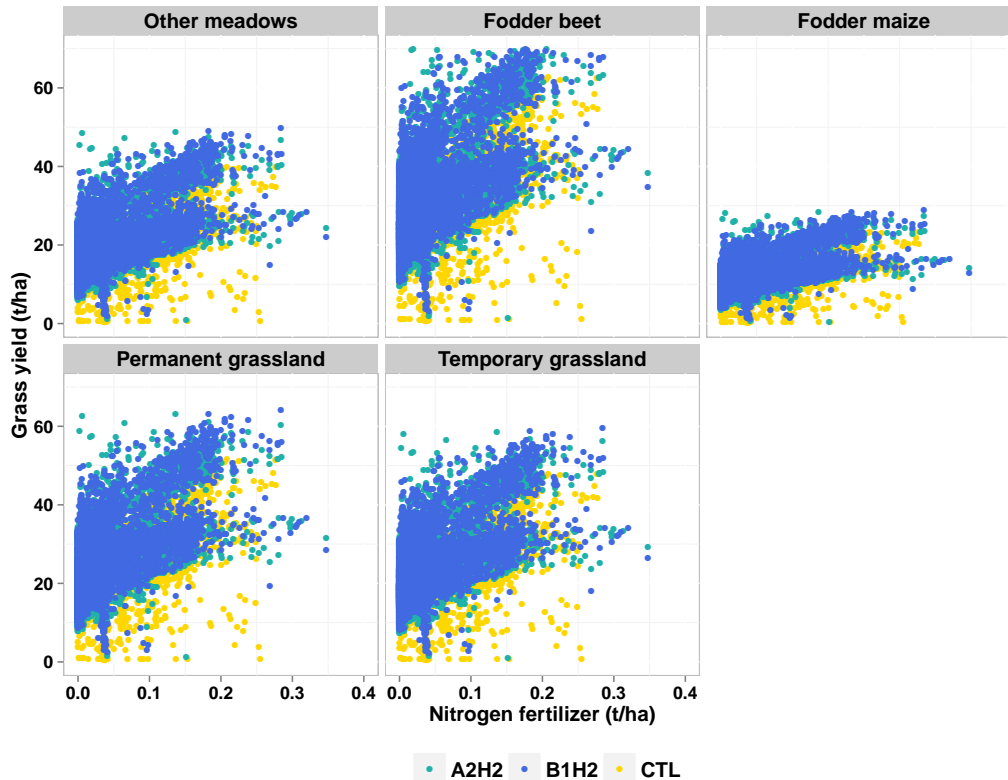 Other meadows
Fodder beet
Fodder maize
60
40
20
0
Permanent grassland
Temporary grassland
60
40
20
0
Grass yield (t/ha)
0.0 0.1 0.2 0.3 0.4
0.0 0.1 0.2 0.3 0.4
Nitrogen fertilizer (t/ha)
A2H2 B1H2 CTL